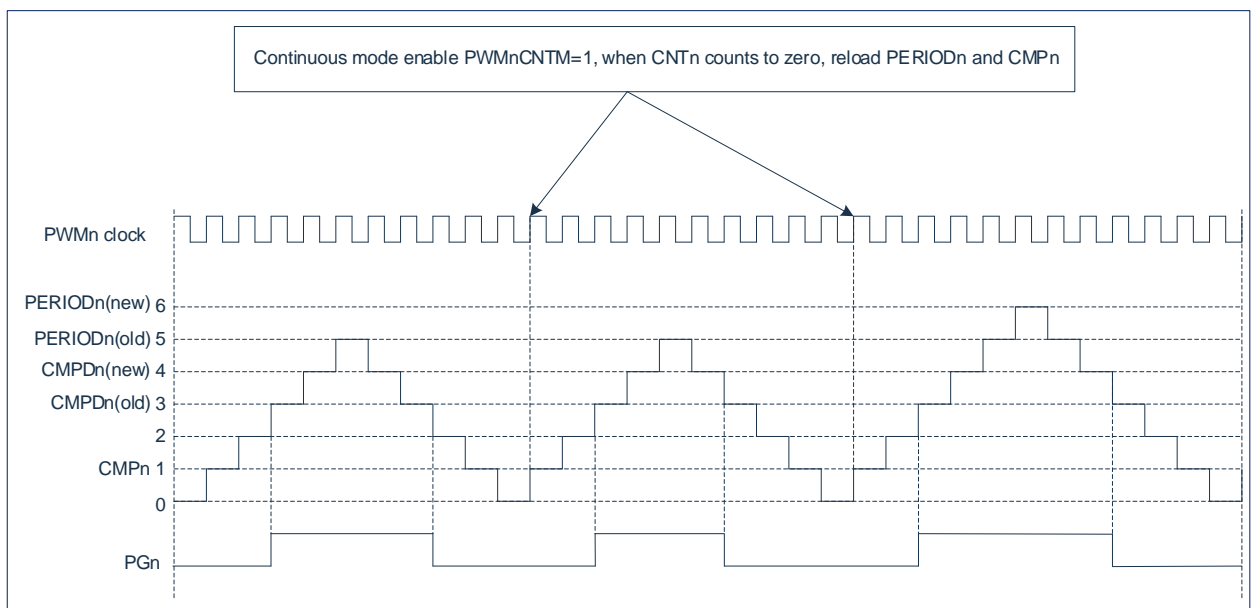 Continuous mode enable PWMnCNTM=1, when CNTn counts to zero, reload PERIODn and CMPn
PWMn clock
PERIODn(new) 6
PERIODn(old) 5
CMPDn(new) 4
CMPDn(old) 3
2
CMPn 1
0
PGn